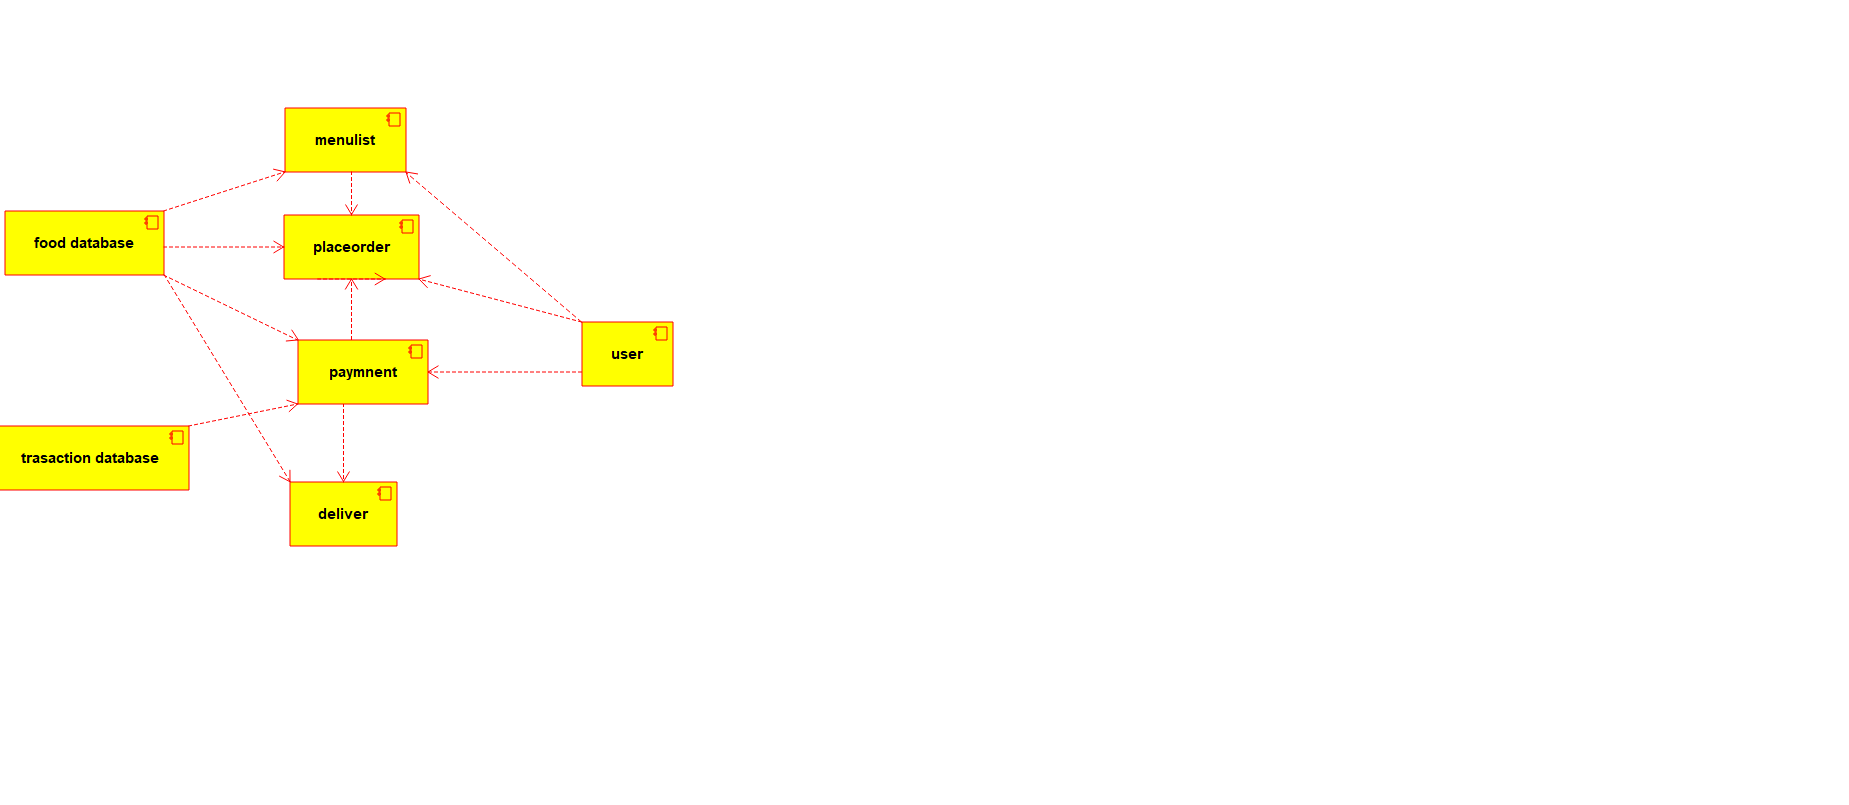 menulist
food database
placeorder
user
paymnent
trasaction database
deliver